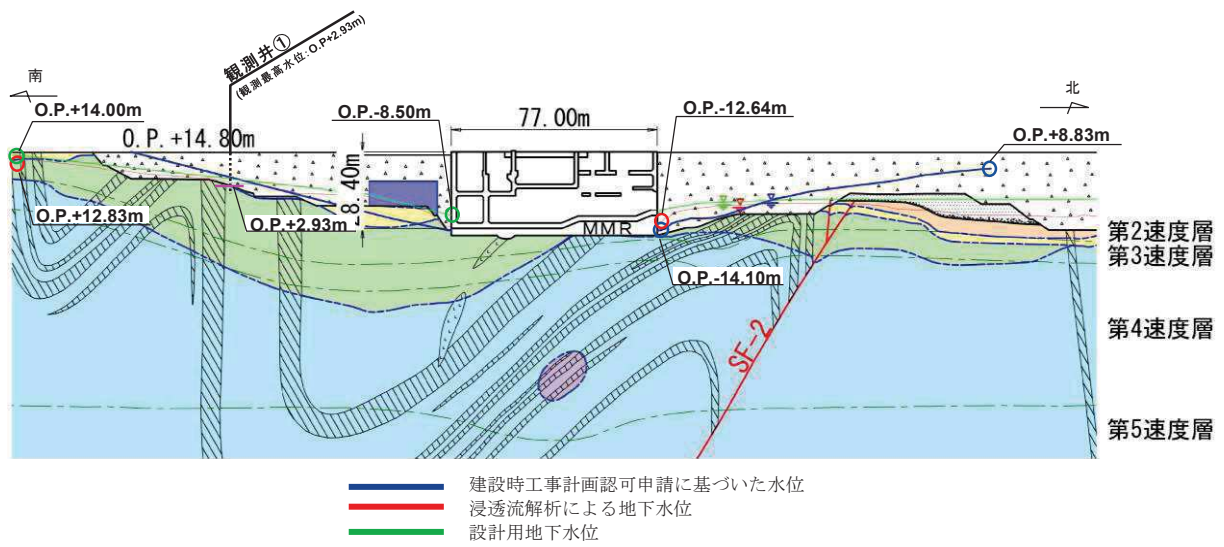 観測井①
(観測最高水位:O.P+2.93m)
南
北
O.P.+14.00m
O.P.-8.50m
77.00m
O.P.-12.64m
O.P.+8.83m
O.P.+14.80m
28.40m
O.P.+12.83m
O.P.+2.93m
MMR
O.P.-14.10m
第2速度層
第3速度層
第4速度層
第5速度層
SF-2
建設時工事計画認可申請に基づいた水位
浸透流解析による地下水位
設計用地下水位